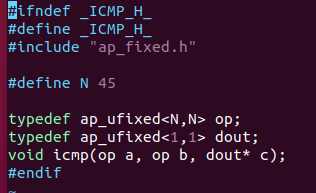 #ifndef _ICMP_H_
#define _ICMP_H_
#include "ap_fixed.h"
#define N 45
typedef ap_ufixed<N,N> op;
typedef ap_ufixed<1,1> dout;
void icmp(op a, op b, dout* c);
#endif
~